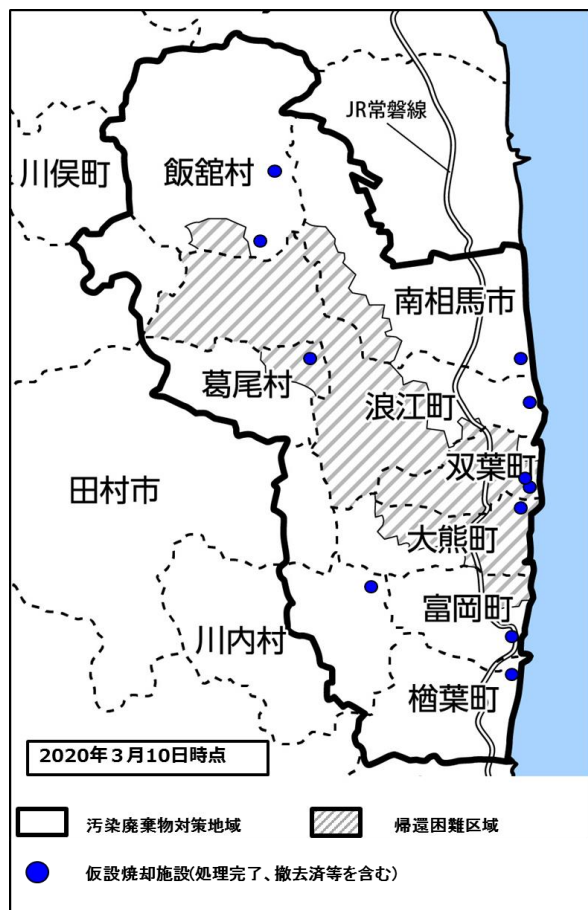 JR常磐線
川俣町
飯舘村
南相馬市
葛尾村
浪江町
双葉町
田村市
大熊町
富岡町
川内村
楢葉町
2020年３月10日時点
汚染廃棄物対策地域
帰還困難区域
仮設焼却施設(処理完了、撤去済等を含む)